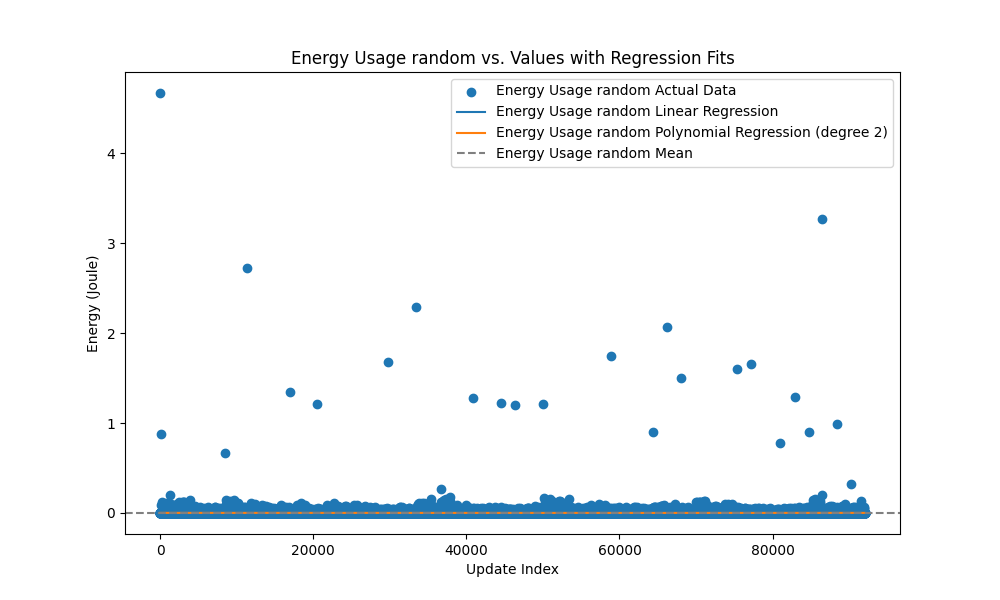 Energy Usage random vs. Values with Regression Fits
Energy Usage random Actual Data
Energy Usage random Linear Regression
Energy Usage random Polynomial Regression (degree 2)
Energy Usage random Mean
Energy (Joule)
4
3
2
1
0
0 20000 40000 60000 80000
Update Index